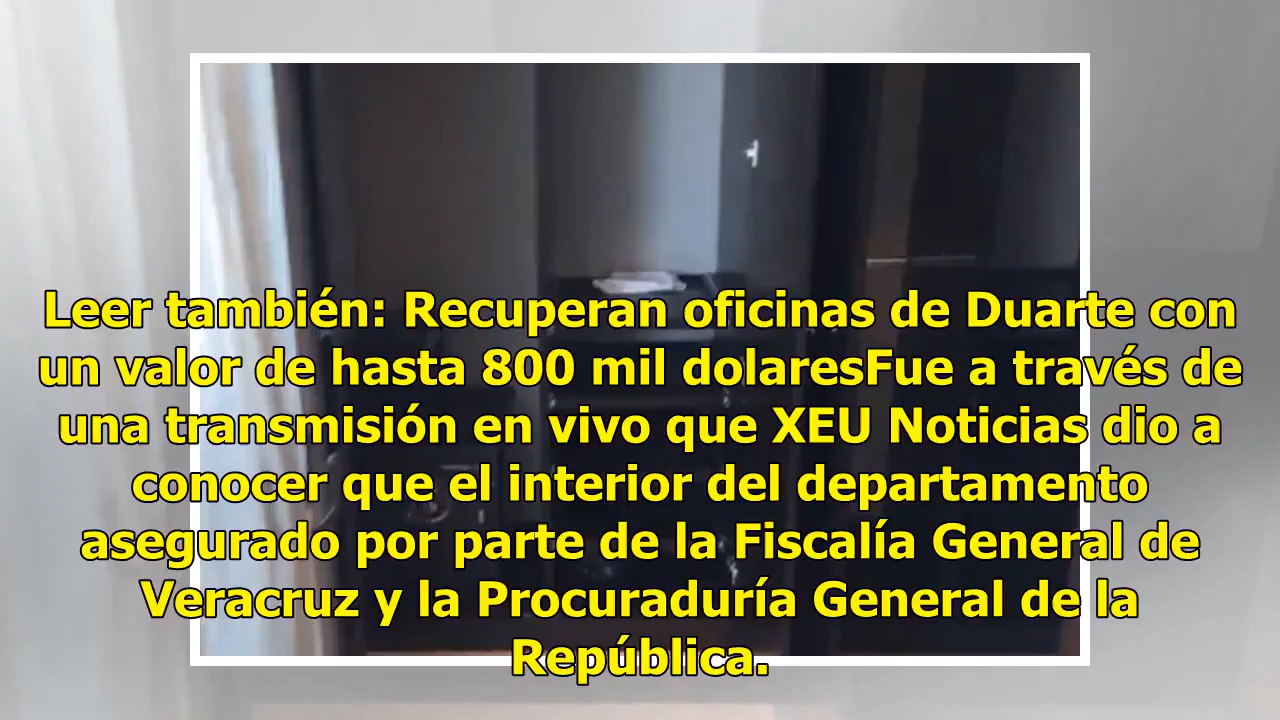 Leer también: Recuperan oficinas de Duarte con
un valor de hasta 800 mil dolaresFue a través de
una transmisión en vivo que XEU Noticias dio a
conocer que el interior del departamento
asegurado por parte de la Fiscalía General de
Veracruz y la Procuraduría General de la
República.